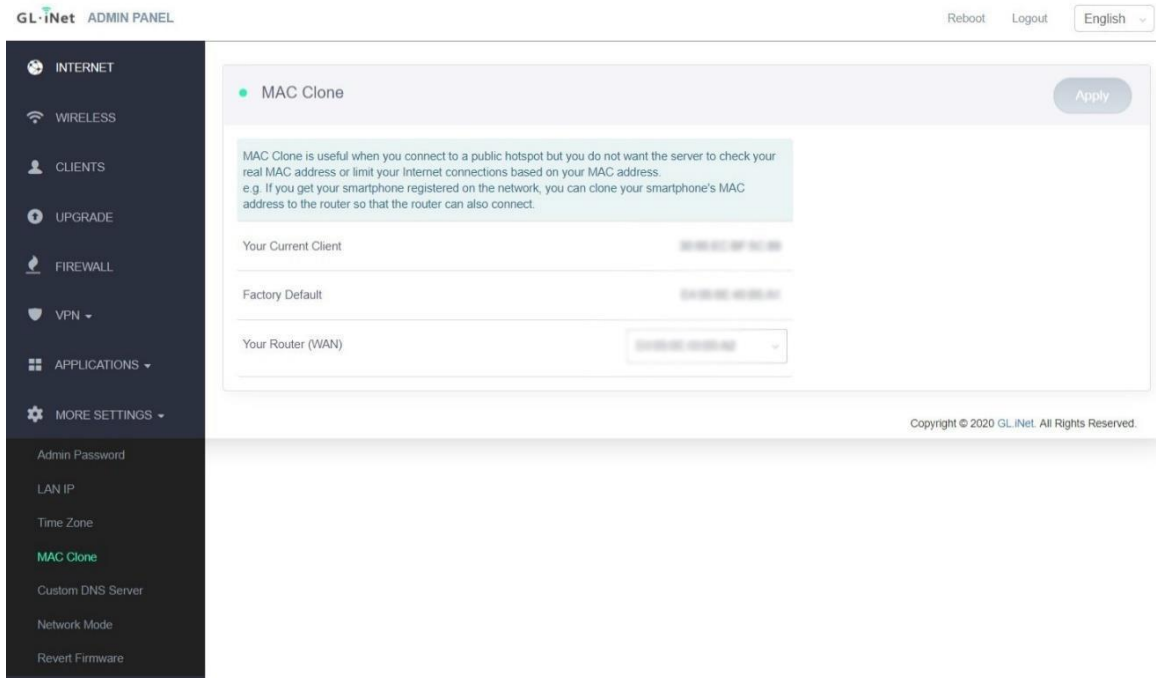 GL·iNet ADMIN PANEL
Reboot
Logout
English
INTERNET
WIRELESS
CLIENTS
UPGRADE
FIREWALL
VPN
APPLICATIONS
MORE SETTINGS
Admin Password
LAN IP
Time Zone
MAC Clone
Custom DNS Server
Network Mode
Revert Firmware
MAC Clone
Apply
MAC Clone is useful when you connect to a public hotspot but you do not want the server to check your
real MAC address or limit your Internet connections based on your MAC address.
e.g. If you get your smartphone registered on the network, you can clone your smartphone's MAC
address to the router so that the router can also connect.
Your Current Client
Factory Default
Your Router (WAN)
Copyright © 2020 GL.iNet. All Rights Reserved.